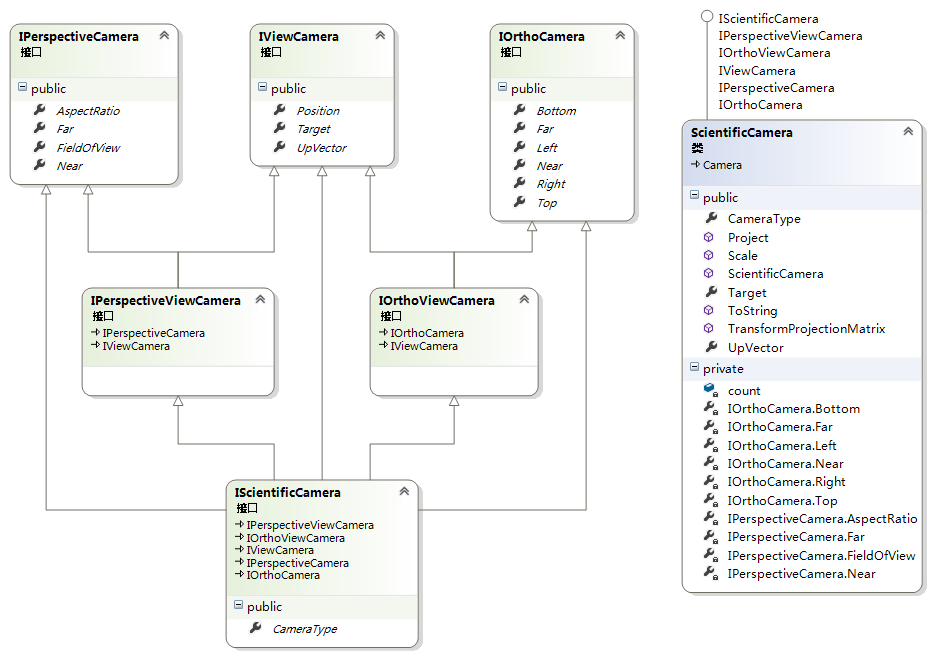 IPerspectiveCamera
接口
public
AspectRatio
Far
FieldOfView
Near
IViewCamera
接口
public
Position
Target
UpVector
IOrthoCamera
接口
public
Bottom
Far
Left
Near
Right
Top
IPerspectiveViewCamera
接口
IPerspectiveCamera
IViewCamera
IOrthoViewCamera
接口
IOrthoCamera
IViewCamera
IScientificCamera
接口
IPerspectiveViewCamera
IOrthoViewCamera
IViewCamera
IPerspectiveCamera
IOrthoCamera
public
CameraType
IScientificCamera
IPerspectiveViewCamera
IOrthoViewCamera
IViewCamera
IPerspectiveCamera
IOrthoCamera
ScientificCamera
类
Camera
public
CameraType
Project
Scale
ScientificCamera
Target
ToString
TransformProjectionMatrix
UpVector
private
count
IOrthoCamera.Bottom
IOrthoCamera.Far
IOrthoCamera.Left
IOrthoCamera.Near
IOrthoCamera.Right
IOrthoCamera.Top
IPerspectiveCamera.AspectRatio
IPerspectiveCamera.Far
IPerspectiveCamera.FieldOfView
IPerspectiveCamera.Near